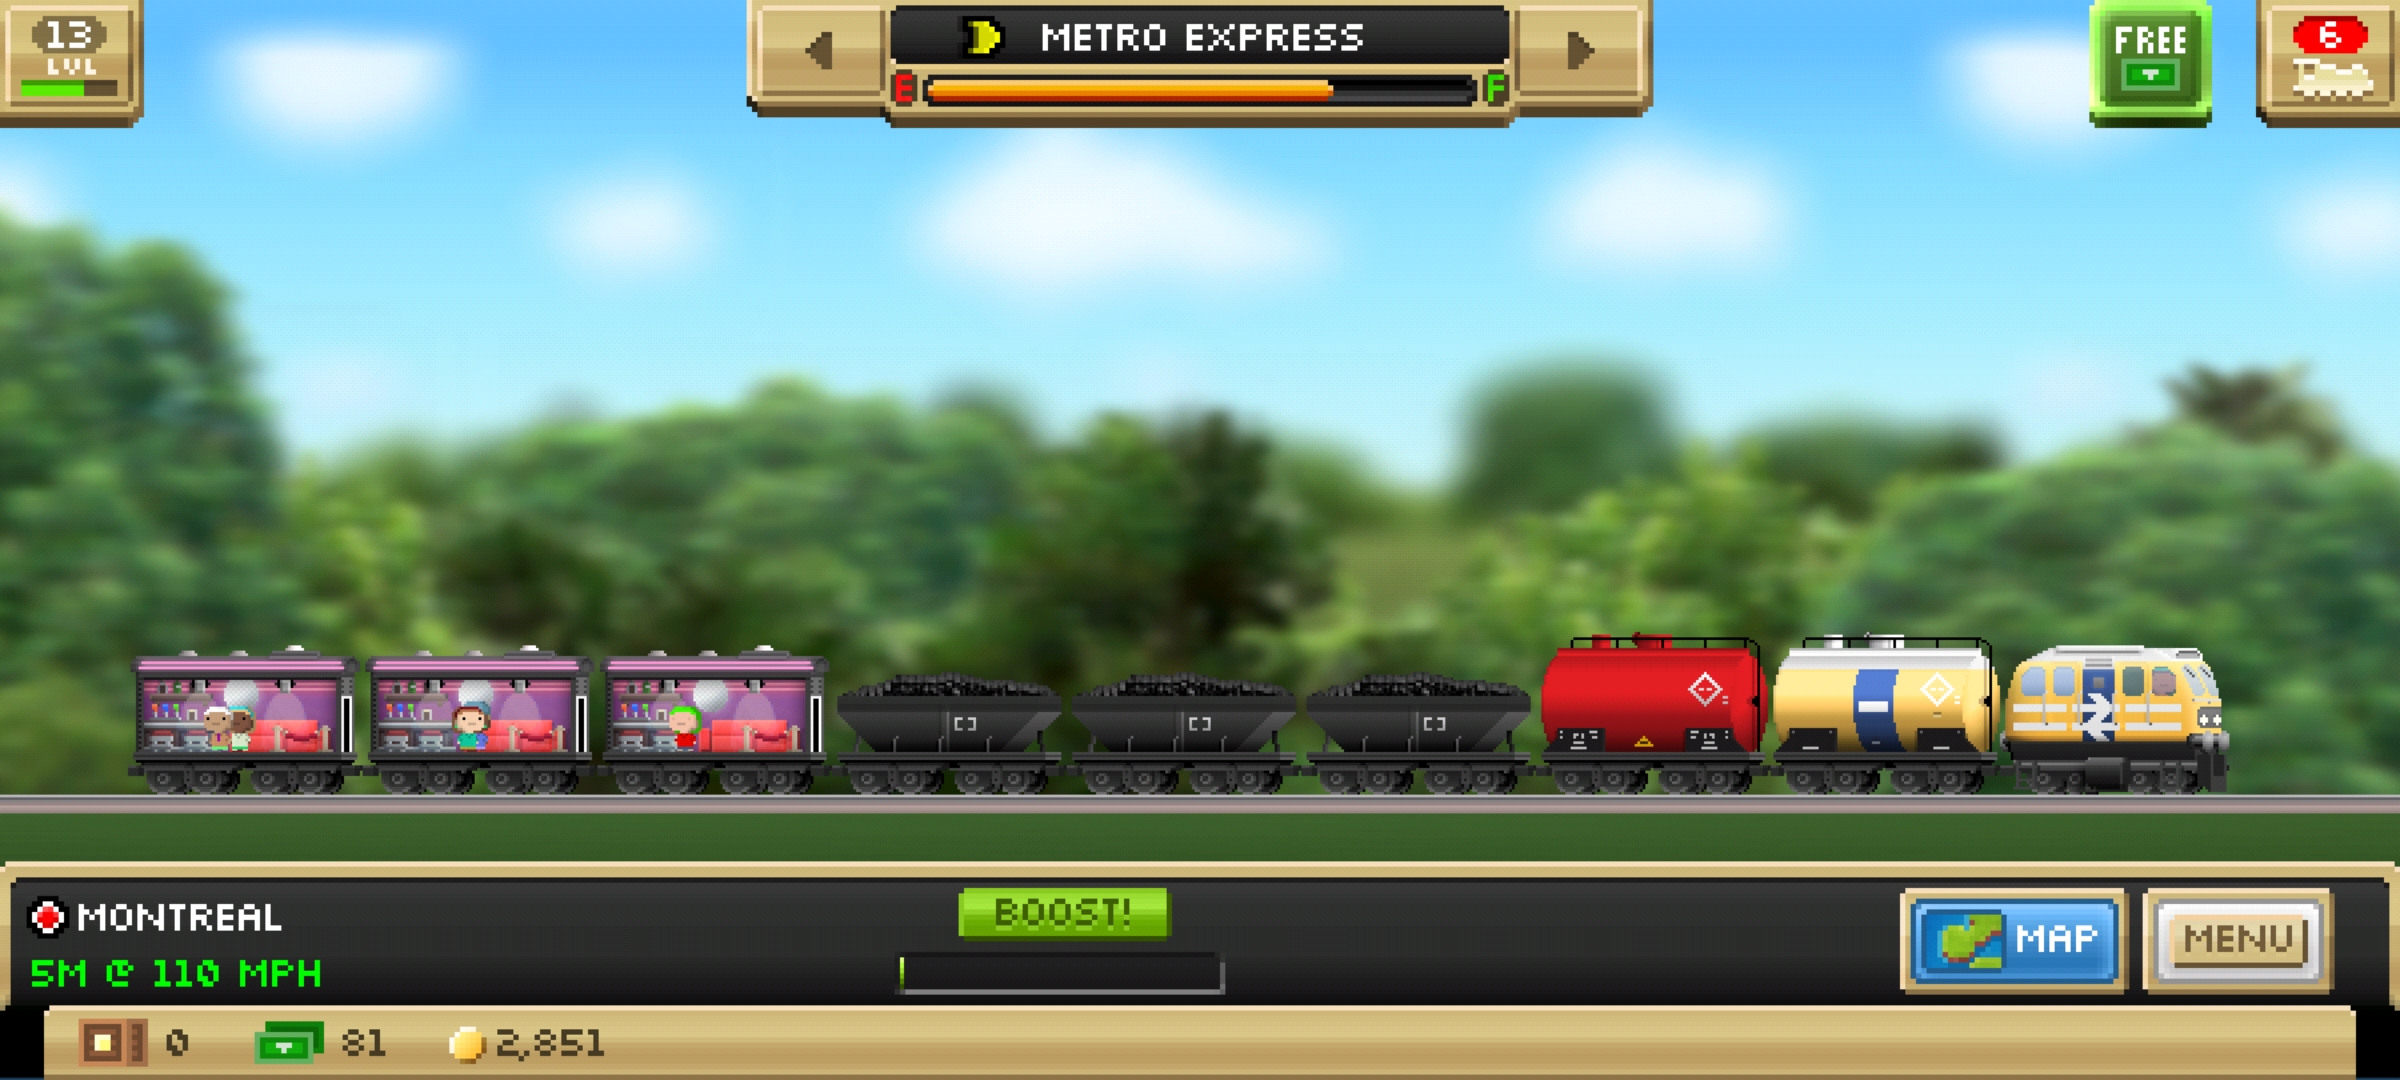 13
LVL
METRO EXPRESS
E F
FREE
6
MONTREAL
5M @ 110 MPH
BOOST!
MAP
MENU
0 81 2,851